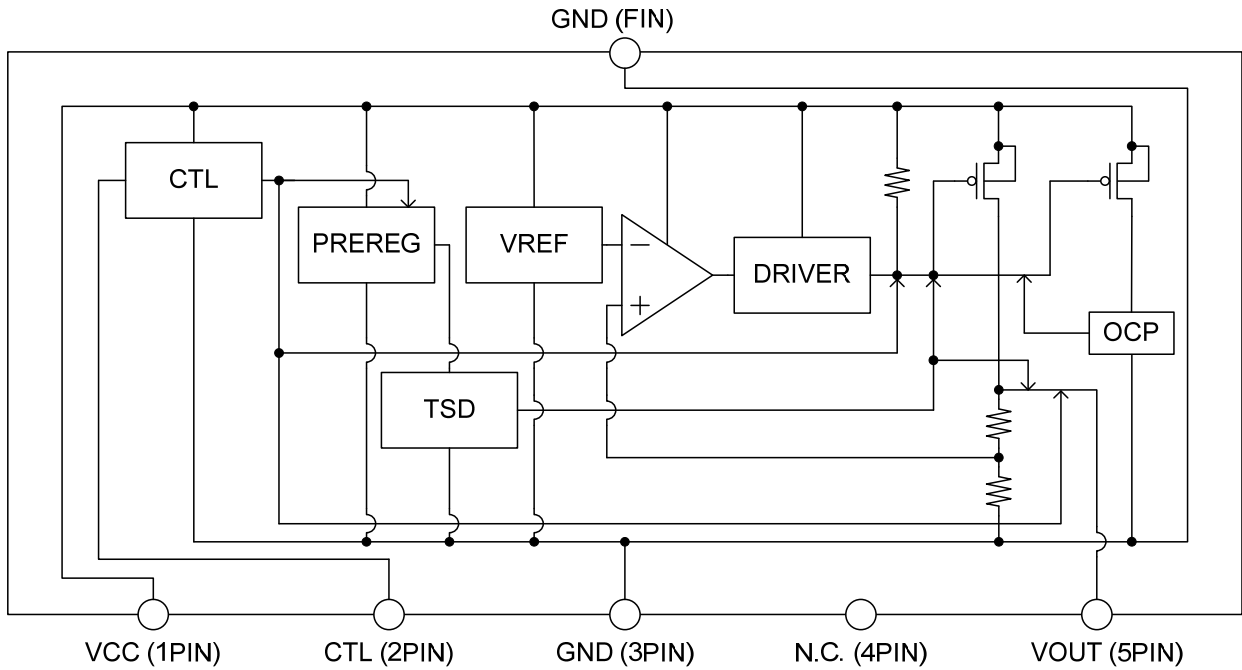 GND (FIN)
CTL
PREREG
VREF
−
+
DRIVER
OCP
TSD
VCC (1PIN)
CTL (2PIN)
GND (3PIN)
N.C. (4PIN)
VOUT (5PIN)